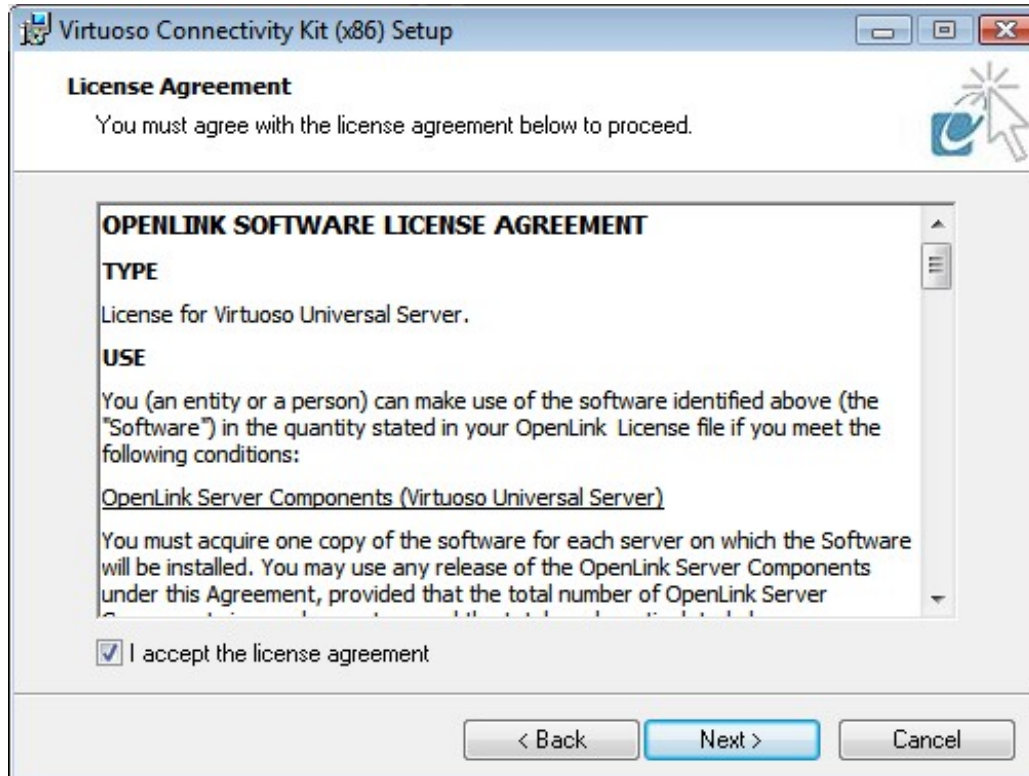 Virtuoso Connectivity Kit (x86) Setup
License Agreement
You must agree with the license agreement below to proceed.
OPENLINK SOFTWARE LICENSE AGREEMENT
TYPE
License for Virtuoso Universal Server.
USE
You (an entity or a person) can make use of the software identified above (the
"Software") in the quantity stated in your OpenLink License file if you meet the
following conditions:
OpenLink Server Components (Virtuoso Universal Server)
You must acquire one copy of the software for each server on which the Software
will be installed. You may use any release of the OpenLink Server Components
under this Agreement, provided that the total number of OpenLink Server
I accept the license agreement
< Back
Next >
Cancel